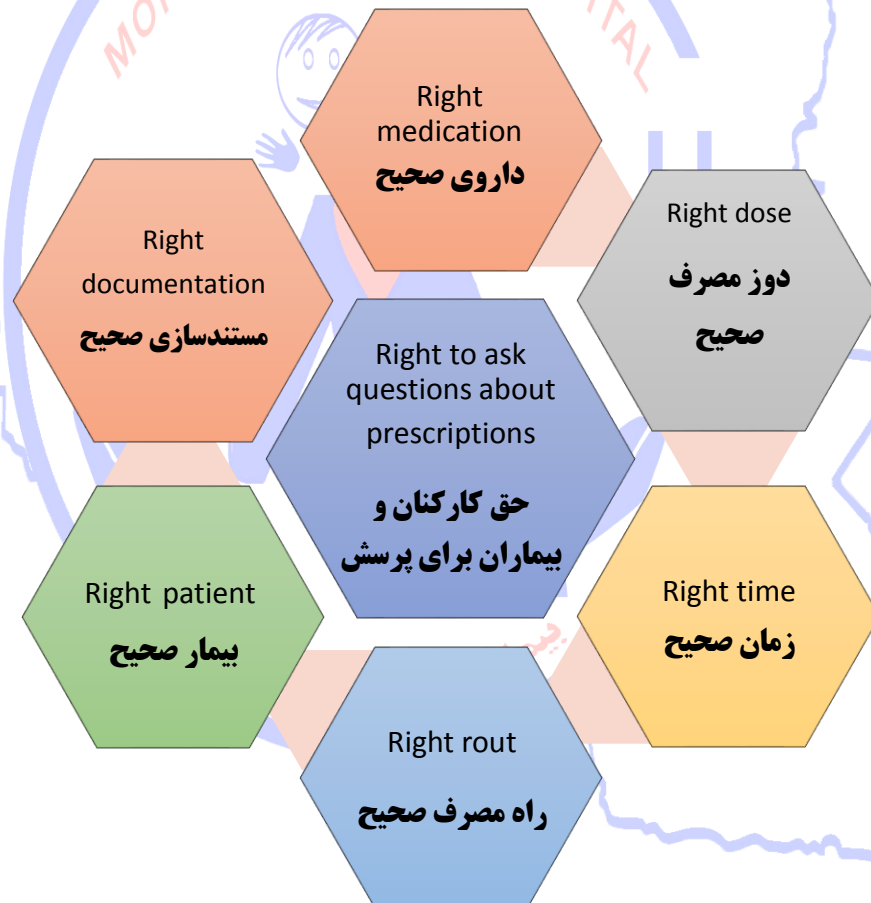 Right
medication
داروی صحیح
Right dose
دوز مصرف
صحیح
Right
documentation
مستندسازی صحیح
Right to ask
questions about
prescriptions
حق کارکنان و
بیماران برای پرسش
Right time
زمان صحیح
Right patient
بیمار صحیح
Right rout
راه مصرف صحیح